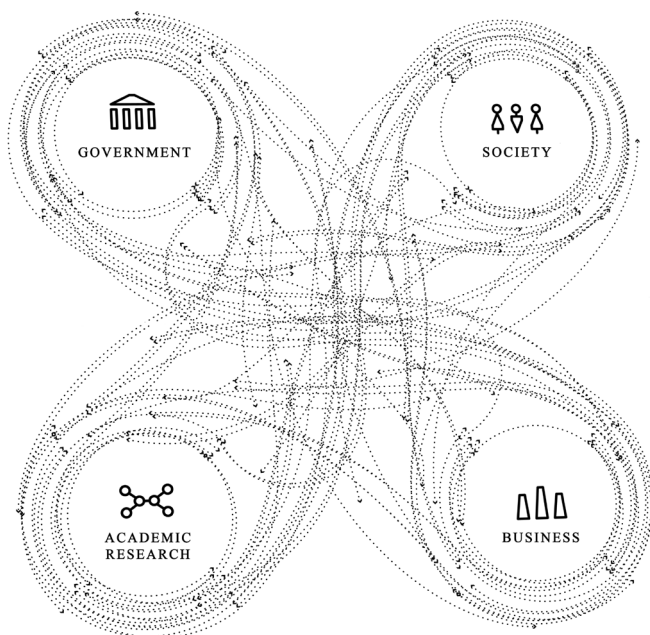 GOVERNMENT
SOCIETY
ACADEMIC
RESEARCH
BUSINESS